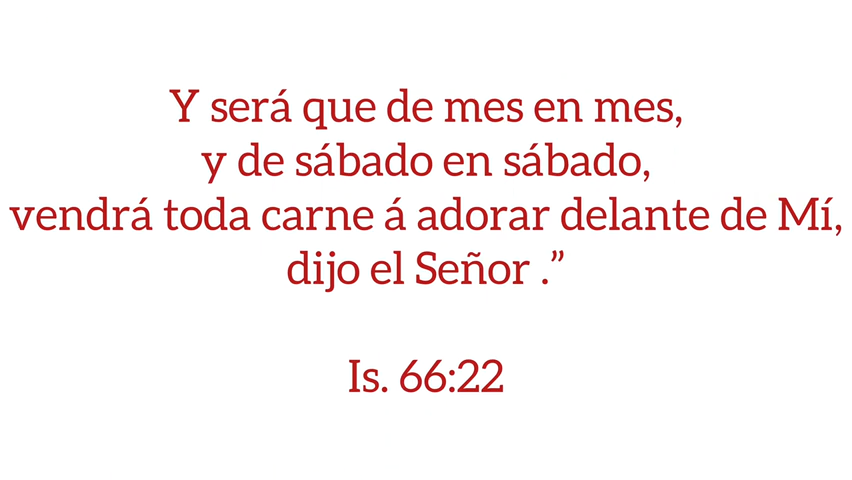 Y será que de mes en mes,
y de sábado en sábado,
vendrá toda carne á adorar delante de Mí,
dijo el Señor .”
Is. 66:22